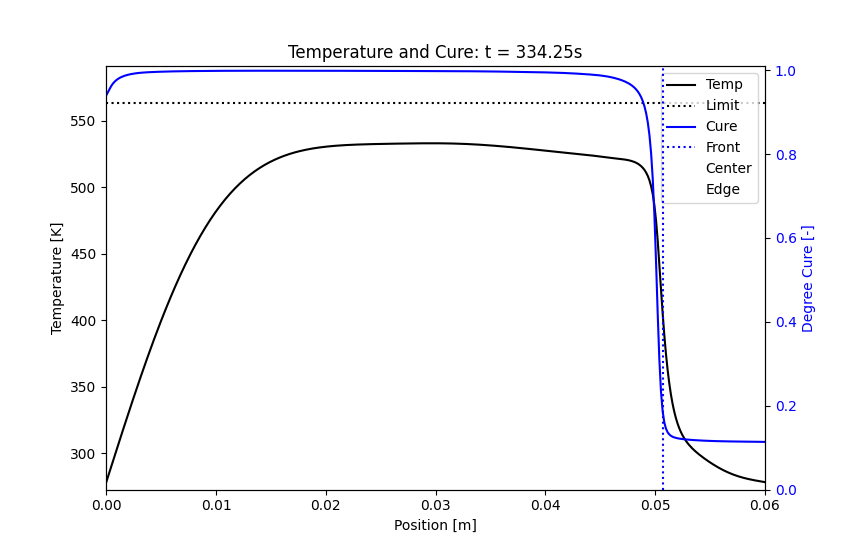 Temperature and Cure: t = 334.25s
Temperature [K]
550
500
450
400
350
300
Temp
Limit
Cure
Front
Center
Edge
1.0
0.8
0.6
0.4
0.2
0.0
Degree Cure [-]
0.00
0.01
0.02
0.03
0.04
0.05
0.06
Position [m]